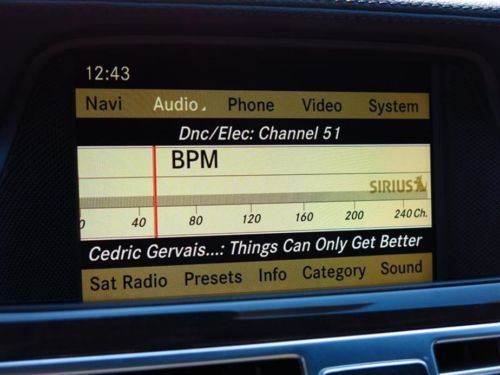 12:43
Navi Audio Phone Video System
Dnc/Elec: Channel 51
BPM
SIRIUS
0 40 80 120 160 200 240 Ch.
Cedric Gervais...: Things Can Only Get Better
Sat Radio Presets Info Category Sound